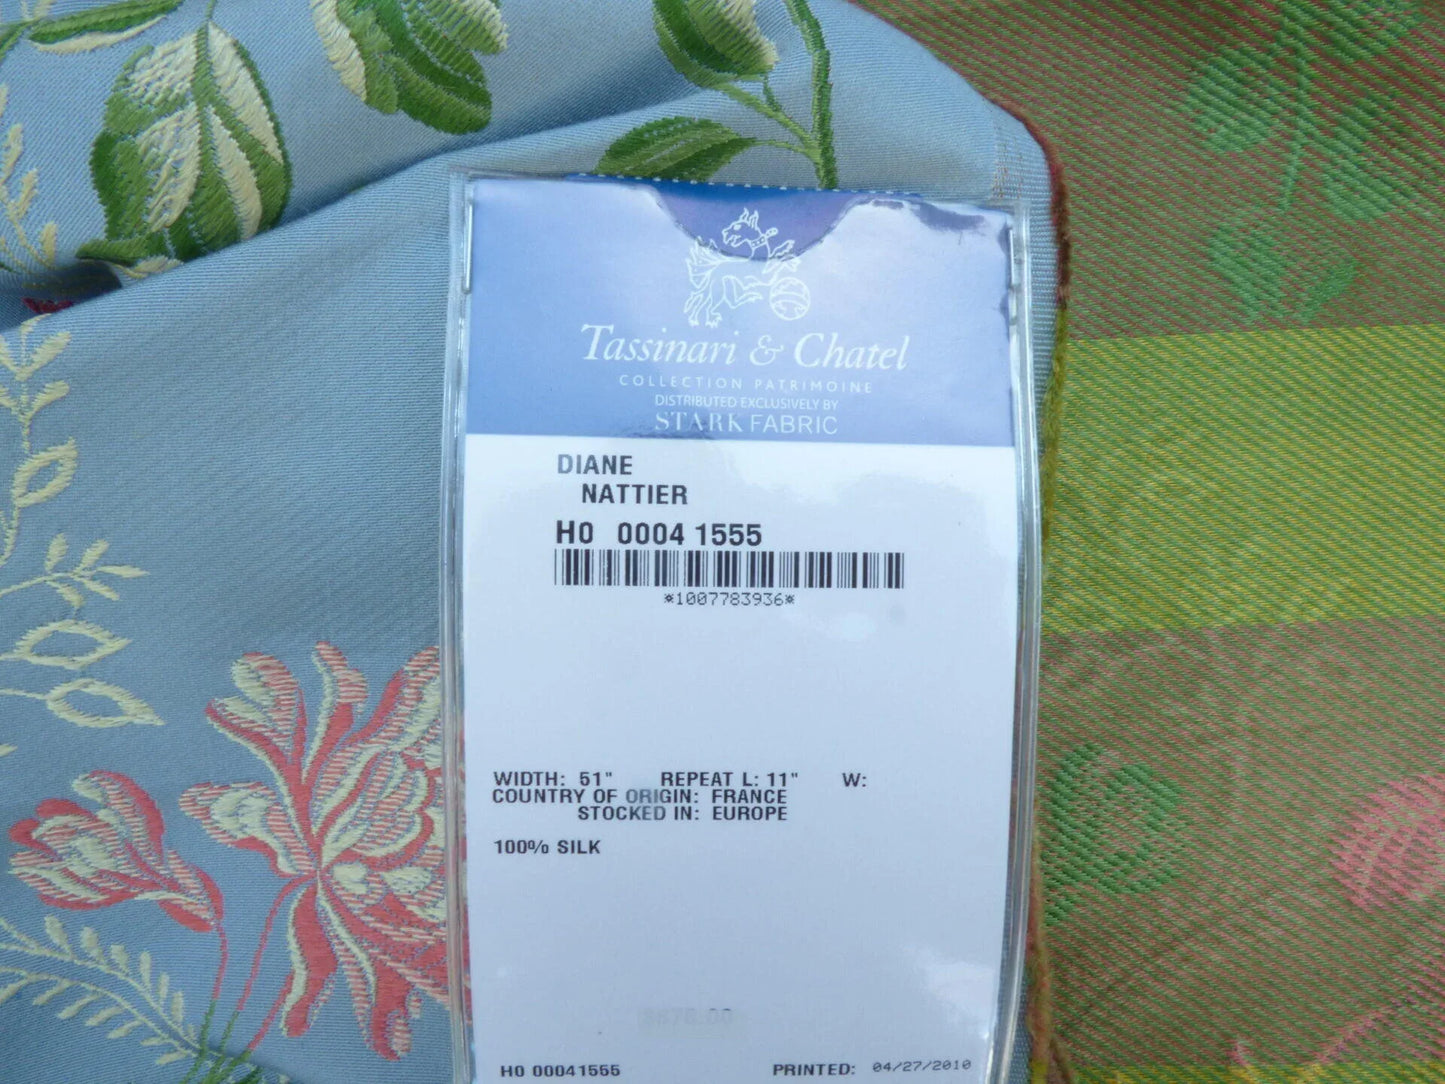 Tassinari & Chatel
COLLECTION PATRIMOINE
DISTRIBUTED EXCLUSIVELY BY
STARK FABRIC
DIANE
NATTIER
H0 0004 1555
*1007783936*
WIDTH: 51" REPEAT L: 11" W:
COUNTRY OF ORIGIN: FRANCE
STOCKED IN: EUROPE
100% SILK
H0 00041555 PRINTED: 04/27/2010